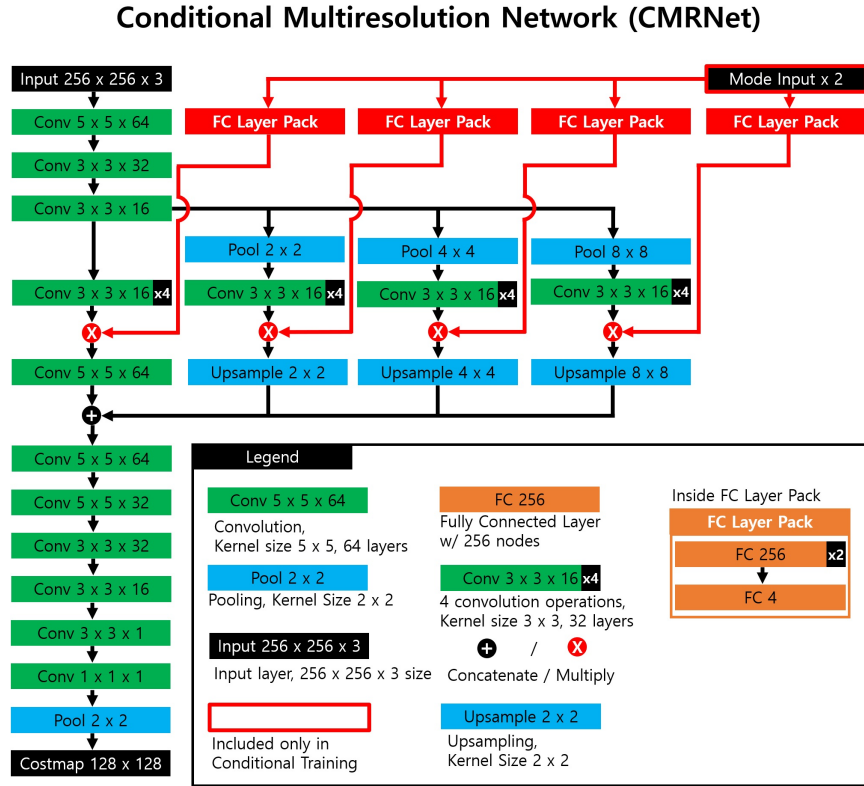 Conditional Multiresolution Network (CMRNet)
Input 256 x 256 x 3
Mode Input x 2
Conv 5 x 5 x 64
FC Layer Pack
FC Layer Pack
FC Layer Pack
FC Layer Pack
Conv 3 x 3 x 32
Conv 3 x 3 x 16
Pool 2 x 2
Pool 4 x 4
Pool 8 x 8
Conv 3 x 3 x 16 x4
Conv 3 x 3 x 16 x4
Conv 3 x 3 x 16 x4
Conv 3 x 3 x 16 x4
X
X
X
X
Conv 5 x 5 x 64
Upsample 2 x 2
Upsample 4 x 4
Upsample 8 x 8
+
Conv 5 x 5 x 64
Conv 5 x 5 x 32
Conv 3 x 3 x 32
Conv 3 x 3 x 16
Conv 3 x 3 x 1
Conv 1 x 1 x 1
Pool 2 x 2
Costmap 128 x 128
Legend
Conv 5 x 5 x 64
Convolution,
Kernel size 5 x 5, 64 layers
Pool 2 x 2
Pooling, Kernel Size 2 x 2
Input 256 x 256 x 3
Input layer, 256 x 256 x 3 size
Included only in
Conditional Training
FC 256
Fully Connected Layer
w/ 256 nodes
Conv 3 x 3 x 16 x4
4 convolution operations,
Kernel size 3 x 3, 32 layers
+ / X
Concatenate / Multiply
Upsample 2 x 2
Upsampling,
Kernel Size 2 x 2
Inside FC Layer Pack
FC Layer Pack
FC 256 x2
FC 4